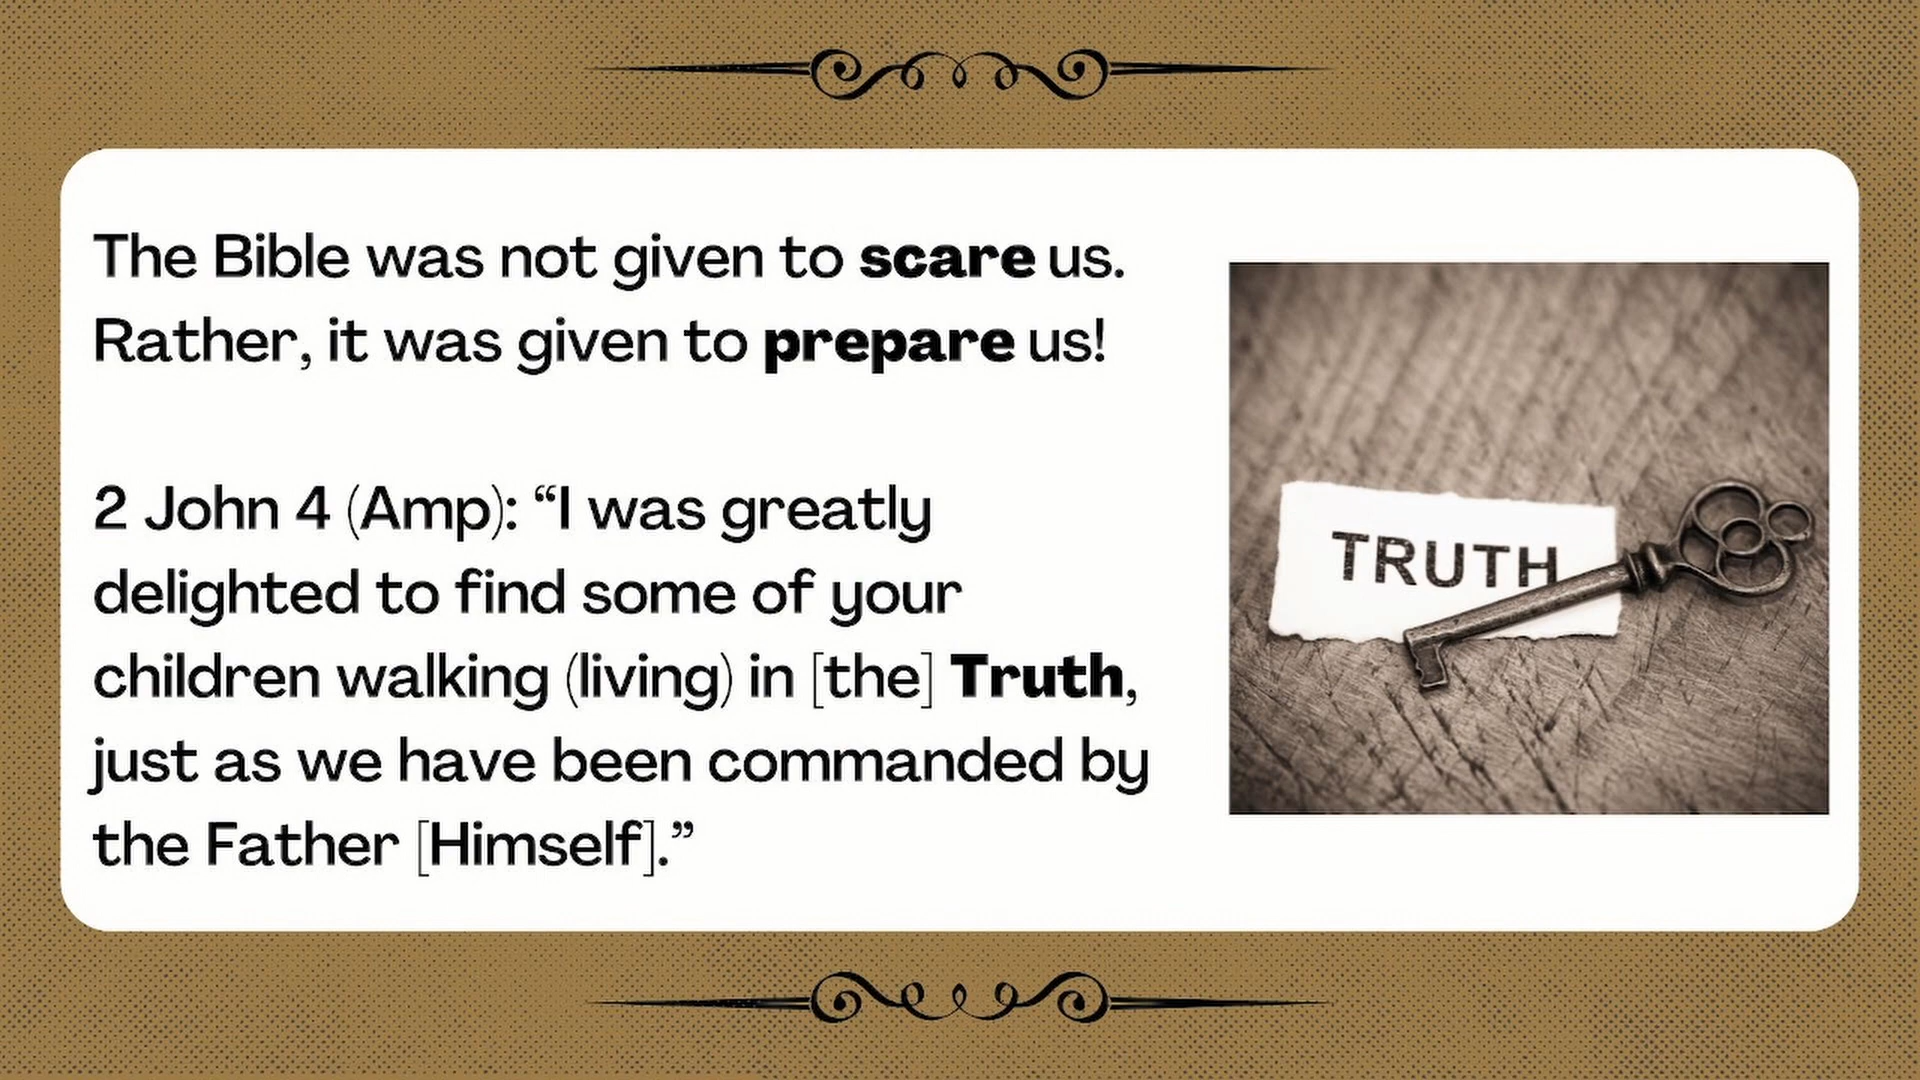 The Bible was not given to scare us.
Rather, it was given to prepare us!
2 John 4 (Amp): “I was greatly
delighted to find some of your
children walking (living) in [the] Truth,
just as we have been commanded by
the Father [Himself].”
TRUTH